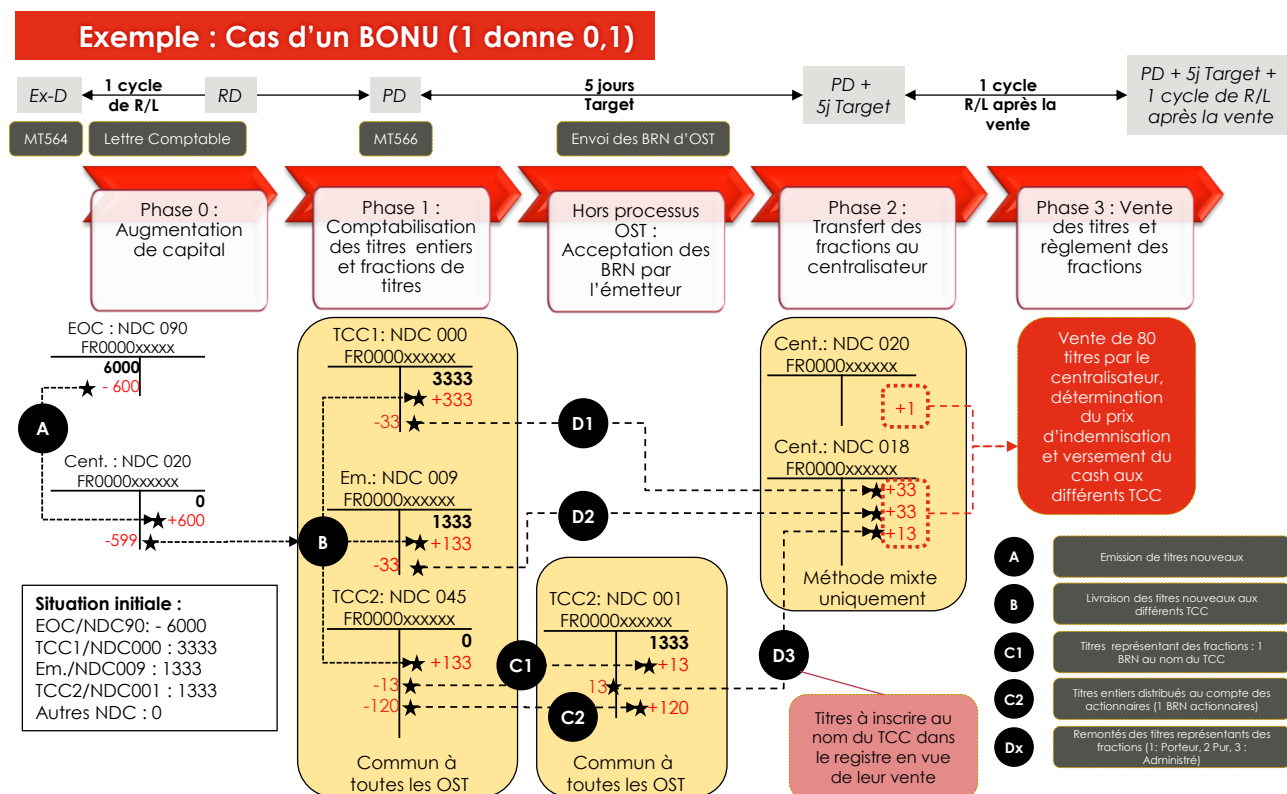 Exemple : Cas d'un BONU (1 donne 0,1)
Ex-D
1 cycle
de R/L
RD
PD
5 jours
Target
PD +
5j Target
1 cycle
R/L après la
vente
PD + 5j Target +
1 cycle de R/L
après la vente
MT564
Lettre Comptable
MT566
Envoi des BRN d'OST
Phase 0 :
Augmentation
de capital
Phase 1 :
Comptabilisation
des titres entiers
et fractions de
titres
Hors processus
OST :
Acceptation des
BRN par
l'émetteur
Phase 2 :
Transfert des
fractions au
centralisateur
Phase 3 : Vente
des titres et
règlement des
fractions
EOC : NDC 090
FR0000xxxxx
6000
- 600
A
Cent. : NDC 020
FR0000xxxxxx
0
+600
-599
B
TCC1: NDC 000
FR0000xxxxxx
3333
+333
-33
Em.: NDC 009
FR0000xxxxxx
1333
+133
-33
TCC2: NDC 045
FR0000xxxxxx
0
+133
-13
-120
Commun à
toutes les OST
D1
D2
C1
C2
TCC2: NDC 001
FR0000xxxxxx
1333
+13
13
+120
Commun à
toutes les OST
Cent.: NDC 020
FR0000xxxxxx
+1
Cent.: NDC 018
FR0000xxxxxx
+33
+33
+13
Méthode mixte
uniquement
D3
Titres à inscrire au
nom du TCC dans
le registre en vue
de leur vente
Vente de 80
titres par le
centralisateur,
détermination
du prix
d'indemnisation
et versement du
cash aux
différents TCC
Situation initiale :
EOC/NDC90: - 6000
TCC1/NDC000 : 3333
Em./NDC009 : 1333
TCC2/NDC001 : 1333
Autres NDC : 0
A
Emission de titres nouveaux
B
Livraison des titres nouveaux aux
différents TCC
C1
Titres représentant des fractions : 1
BRN au nom du TCC
C2
Titres entiers distribués au compte des
actionnaires (1 BRN actionnaires)
Dx
Remontés des titres représentants des
fractions (1: Porteur, 2 Pur, 3 :
Administré)